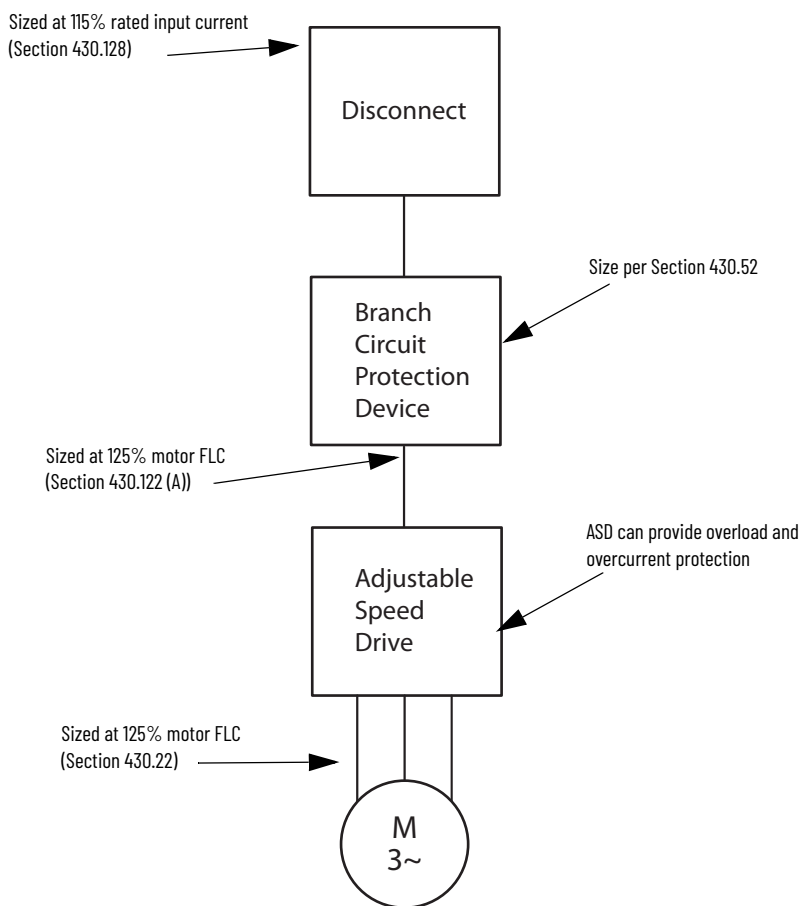 Sized at 115% rated input current
(Section 430.128)
Disconnect
Size per Section 430.52
Branch
Circuit
Protection
Device
Sized at 125% motor FLC
(Section 430.122 (A))
ASD can provide overload and
overcurrent protection
Adjustable
Speed
Drive
Sized at 125% motor FLC
(Section 430.22)
M
3~